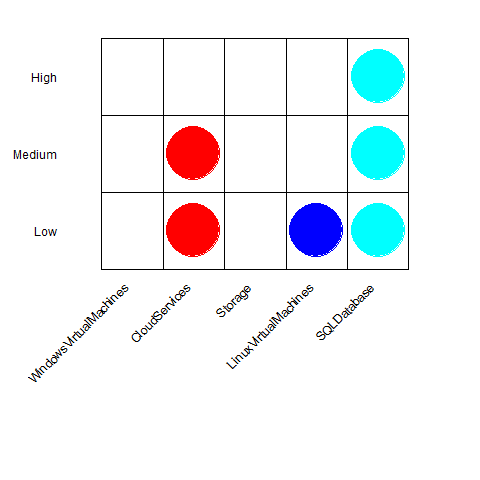 High
Medium
Low
WindowsVirtualMachines
CloudServices
Storage
LinuxVirtualMachines
SQLDatabase